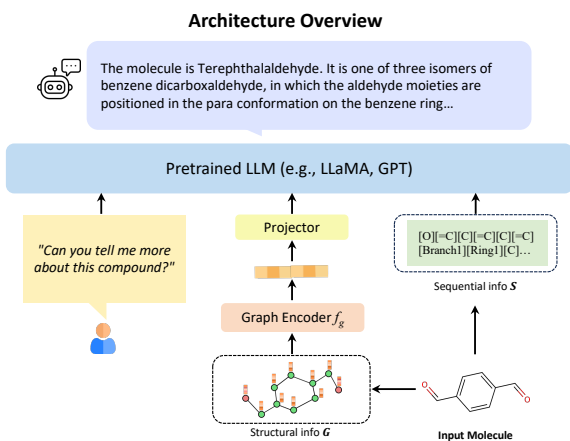 Architecture Overview
The molecule is Terephthalaldehyde. It is one of three isomers of
benzene dicarboxaldehyde, in which the aldehyde moieties are
positioned in the para conformation on the benzene ring…
Pretrained LLM (e.g., LLaMA, GPT)
"Can you tell me more
about this compound?"
Projector
Graph Encoder f_g
Structural info G
[O][=C][C][=C][C][=C]
[Branch1][Ring1][C]…
Sequential info S
O
O
Input Molecule